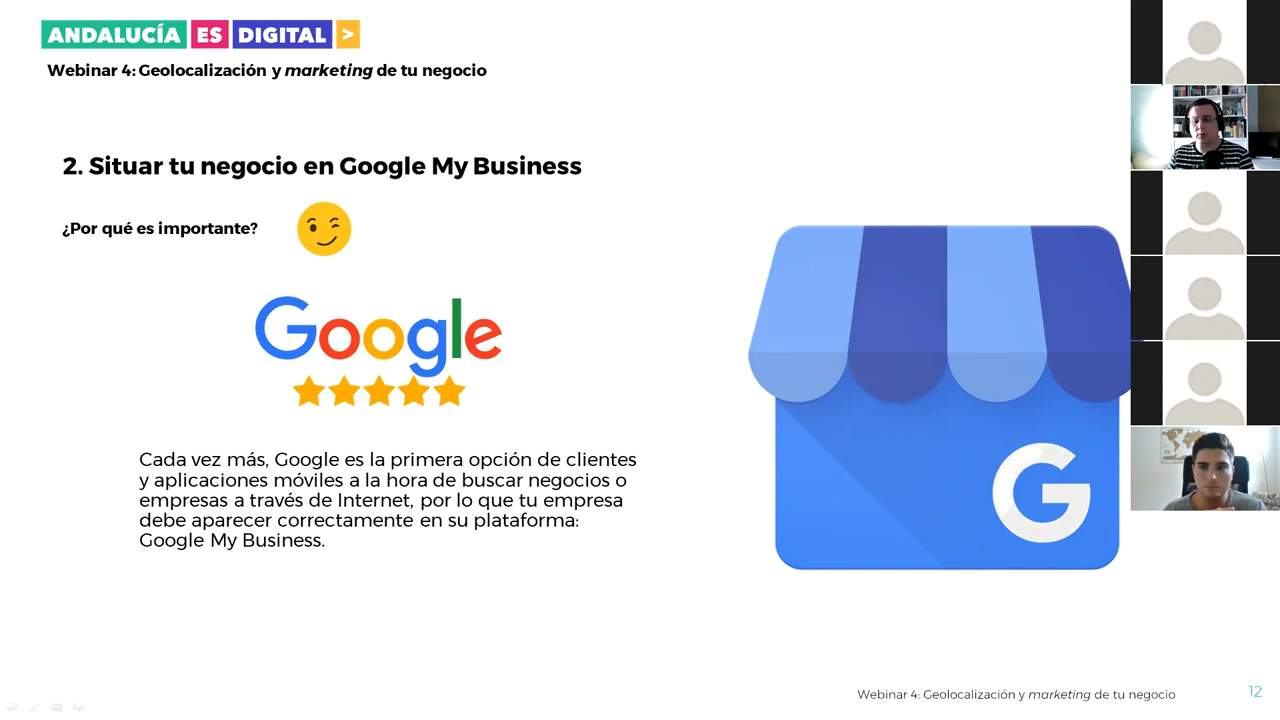 ANDALUCÍA ES DIGITAL >
Webinar 4: Geolocalización y marketing de tu negocio
2. Situar tu negocio en Google My Business
¿Por qué es importante?
Google
Cada vez más, Google es la primera opción de clientes
y aplicaciones móviles a la hora de buscar negocios o
empresas a través de Internet, por lo que tu empresa
debe aparecer correctamente en su plataforma:
Google My Business.
G
Webinar 4: Geolocalización y marketing de tu negocio
12